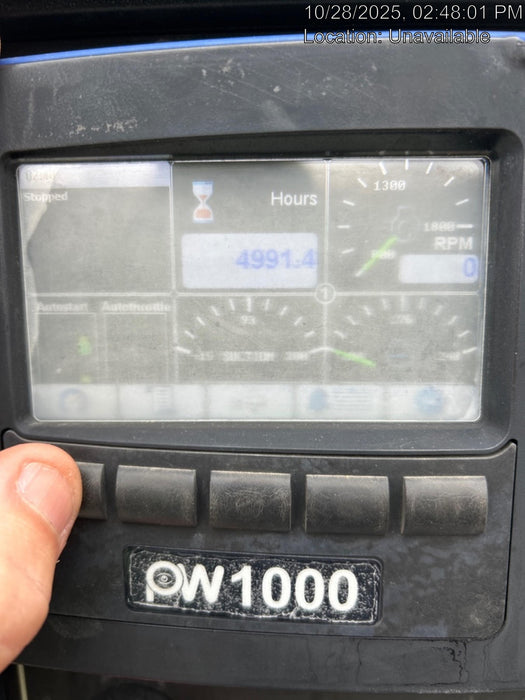 10/28/2025, 02:48:01 PM
Location: Unavailable
Stopped
Hours
4991.4
1300
1800
RPM
0
1
Autostart
Autothrottle
SUCTION
PW1000